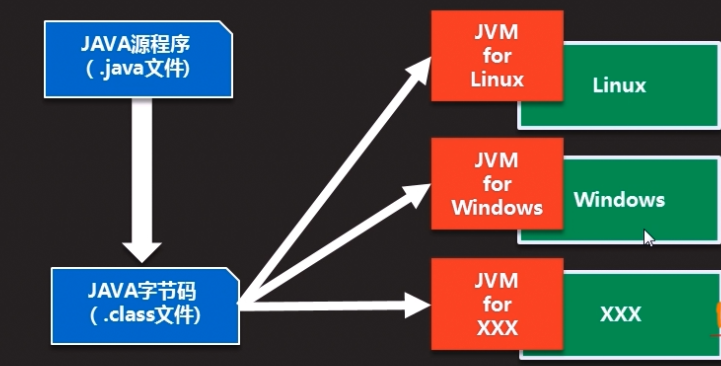 JAVA源程序
（.java文件)
JAVA字节码
（.class文件)
JVM
for
Linux
Linux
JVM
for
Windows
Windows
JVM
for
XXX
XXX